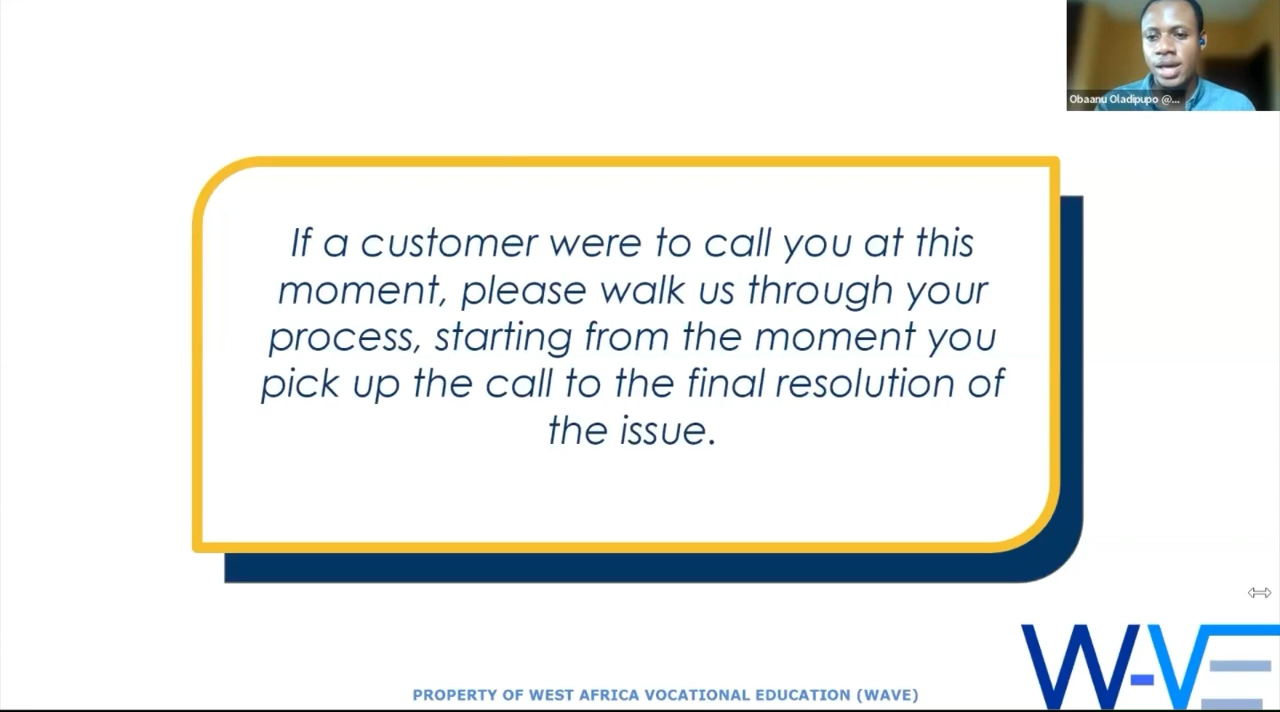 Obaanu Oladipupo @...
If a customer were to call you at this
moment, please walk us through your
process, starting from the moment you
pick up the call to the final resolution of
the issue.
W-VE
PROPERTY OF WEST AFRICA VOCATIONAL EDUCATION (WAVE)